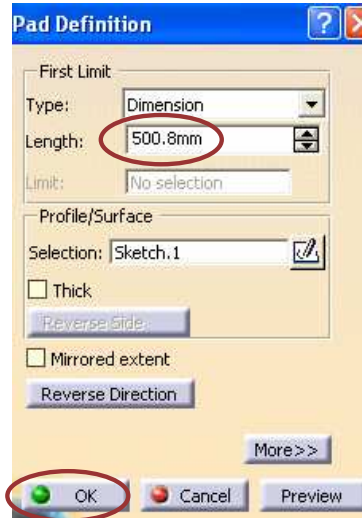 Pad Definition
First Limit
Type: Dimension
Length: 500.8mm
Limit: No selection
Profile/Surface
Selection: Sketch.1
Thick
Reverse Side
Mirrored extent
Reverse Direction
More>>
OK Cancel Preview